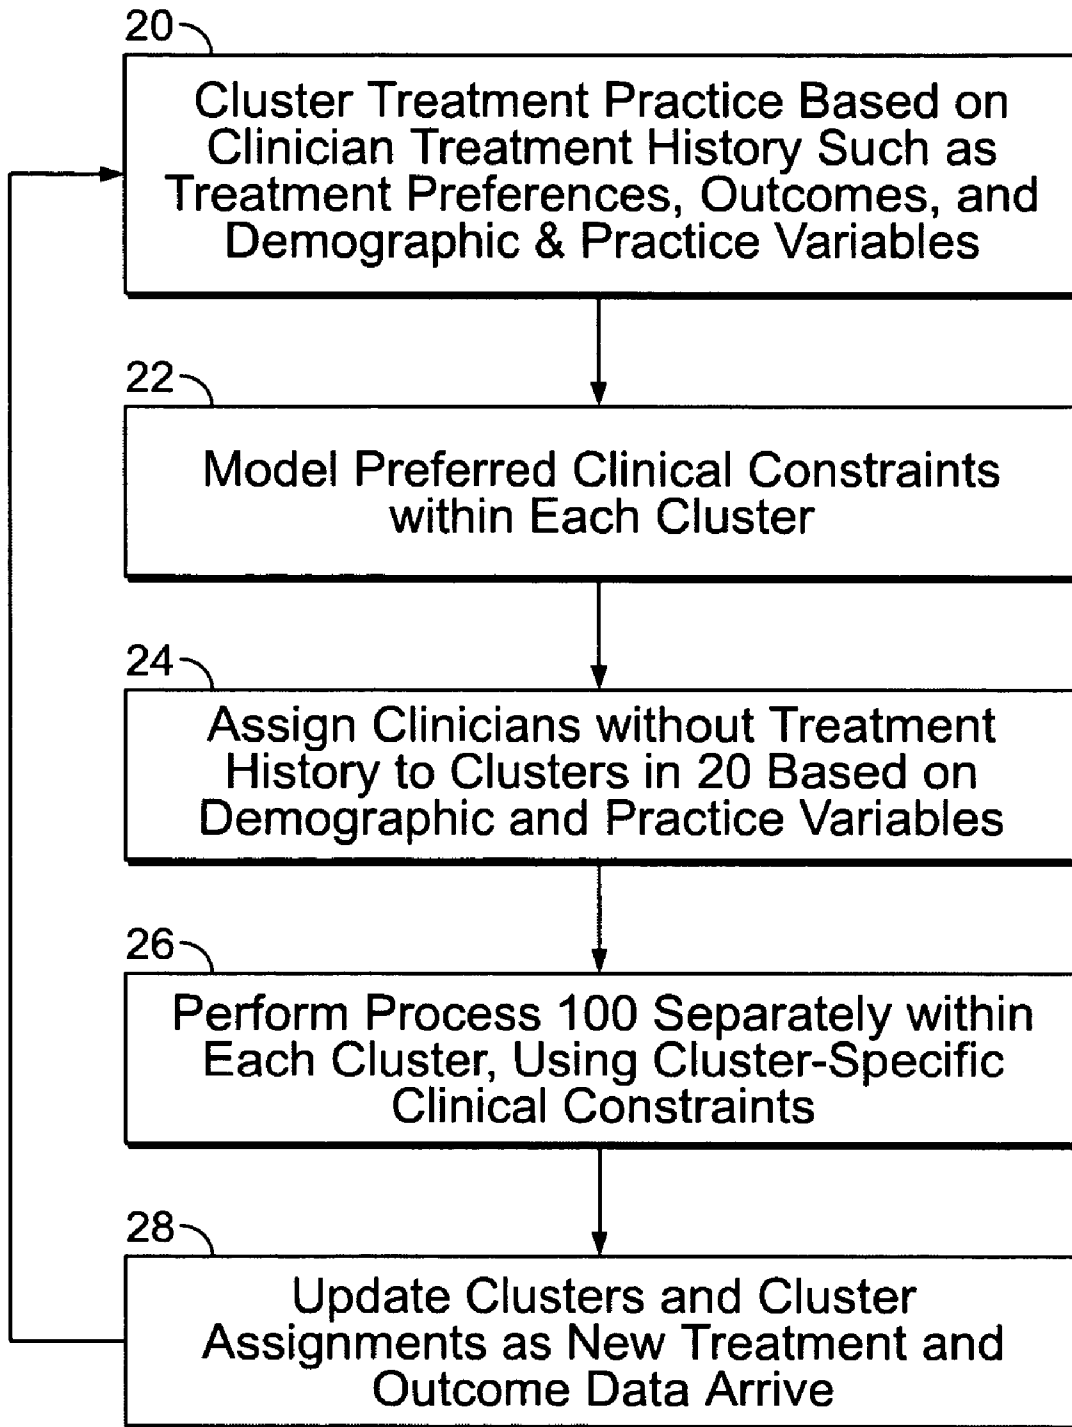 20
Cluster Treatment Practice Based on
Clinician Treatment History Such as
Treatment Preferences, Outcomes, and
Demographic & Practice Variables
22
Model Preferred Clinical Constraints
within Each Cluster
24
Assign Clinicians without Treatment
History to Clusters in 20 Based on
Demographic and Practice Variables
26
Perform Process 100 Separately within
Each Cluster, Using Cluster-Specific
Clinical Constraints
28
Update Clusters and Cluster
Assignments as New Treatment and
Outcome Data Arrive